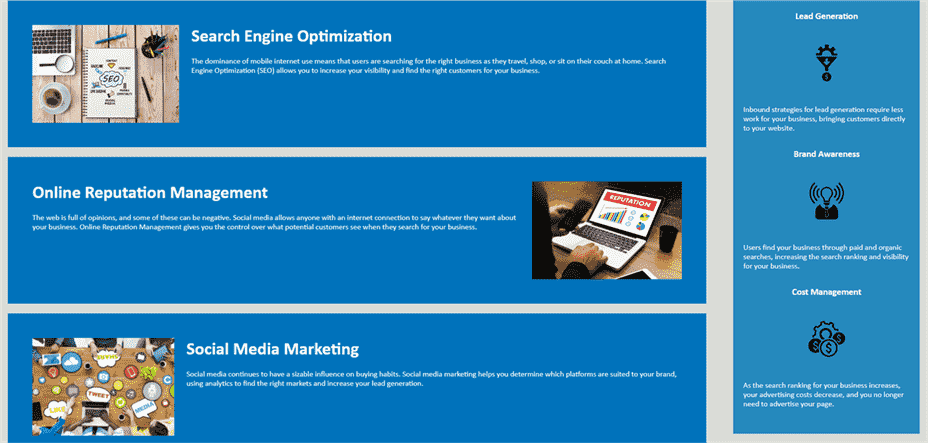 Search Engine Optimization
The dominance of mobile internet use means that users are searching for the right business as they travel, shop, or sit on their couch at home. Search
Engine Optimization (SEO) allows you to increase your visibility and find the right customers for your business.
SEO
Online Reputation Management
The web is full of opinions, and some of these can be negative. Social media allows anyone with an internet connection to say whatever they want about
your business. Online Reputation Management gives you the control over what potential customers see when they search for your business.
REPUTATION
Social Media Marketing
Social media continues to have a sizable influence on buying habits. Social media marketing helps you determine which platforms are suited to your brand,
using analytics to find the right markets and increase your lead generation.
SHARE
LIKE
TWEET
MEDIA
Lead Generation
Inbound strategies for lead generation require less
work for your business, bringing customers directly
to your website.
Brand Awareness
Users find your business through paid and organic
searches, increasing the search ranking and visibility
for your business.
Cost Management
As the search ranking for your business increases,
your advertising costs decrease, and you no longer
need to advertise your page.